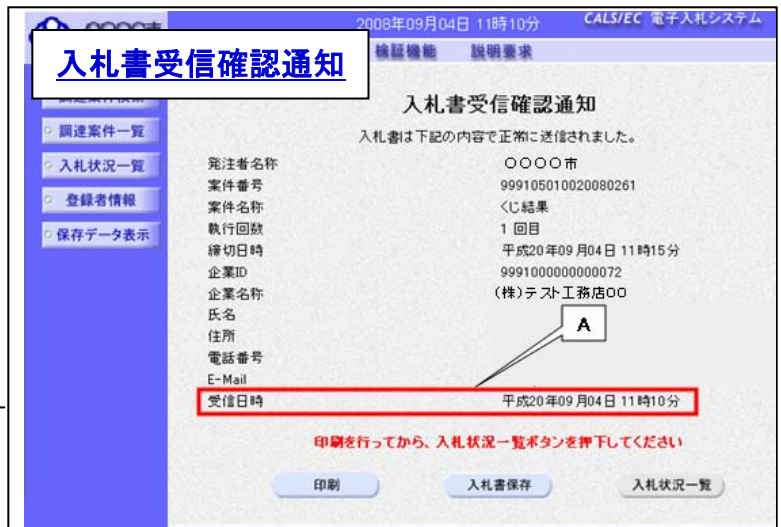 2008年09月04日 11時10分 CALS/EC 電子入札システム
入札書受信確認通知
検証機能 説明要求
入札書受信確認通知
入札書は下記の内容で正常に送信されました。
調達案件一覧
入札状況一覧
登録者情報
保存データ表示
発注者名称 〇〇〇〇市
案件番号 999105010020080261
案件名称 くじ結果
執行回数 1 回目
締切日時 平成20年09月04日 11時15分
企業ID 9991000000000072
企業名称 (株)テスト工務店〇〇
氏名
A
住所
電話番号
E-Mail
受信日時 平成20年09月04日 11時10分
印刷を行ってから、入札状況一覧ボタンを押下してください
印刷 入札書保存 入札状況一覧